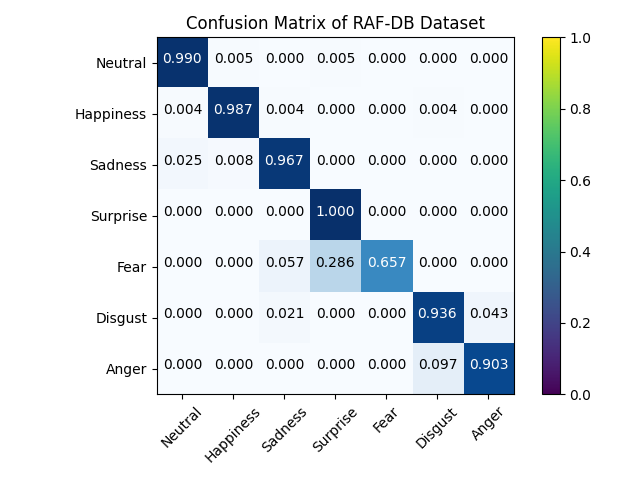 Confusion Matrix of RAF-DB Dataset
Neutral 0.990 0.005 0.000 0.005 0.000 0.000 0.000
Happiness 0.004 0.987 0.004 0.000 0.000 0.004 0.000
Sadness 0.025 0.008 0.967 0.000 0.000 0.000 0.000
Surprise 0.000 0.000 0.000 1.000 0.000 0.000 0.000
Fear 0.000 0.000 0.057 0.286 0.657 0.000 0.000
Disgust 0.000 0.000 0.021 0.000 0.000 0.936 0.043
Anger 0.000 0.000 0.000 0.000 0.000 0.097 0.903
Neutral Happiness Sadness Surprise Fear Disgust Anger
1.0
0.8
0.6
0.4
0.2
0.0